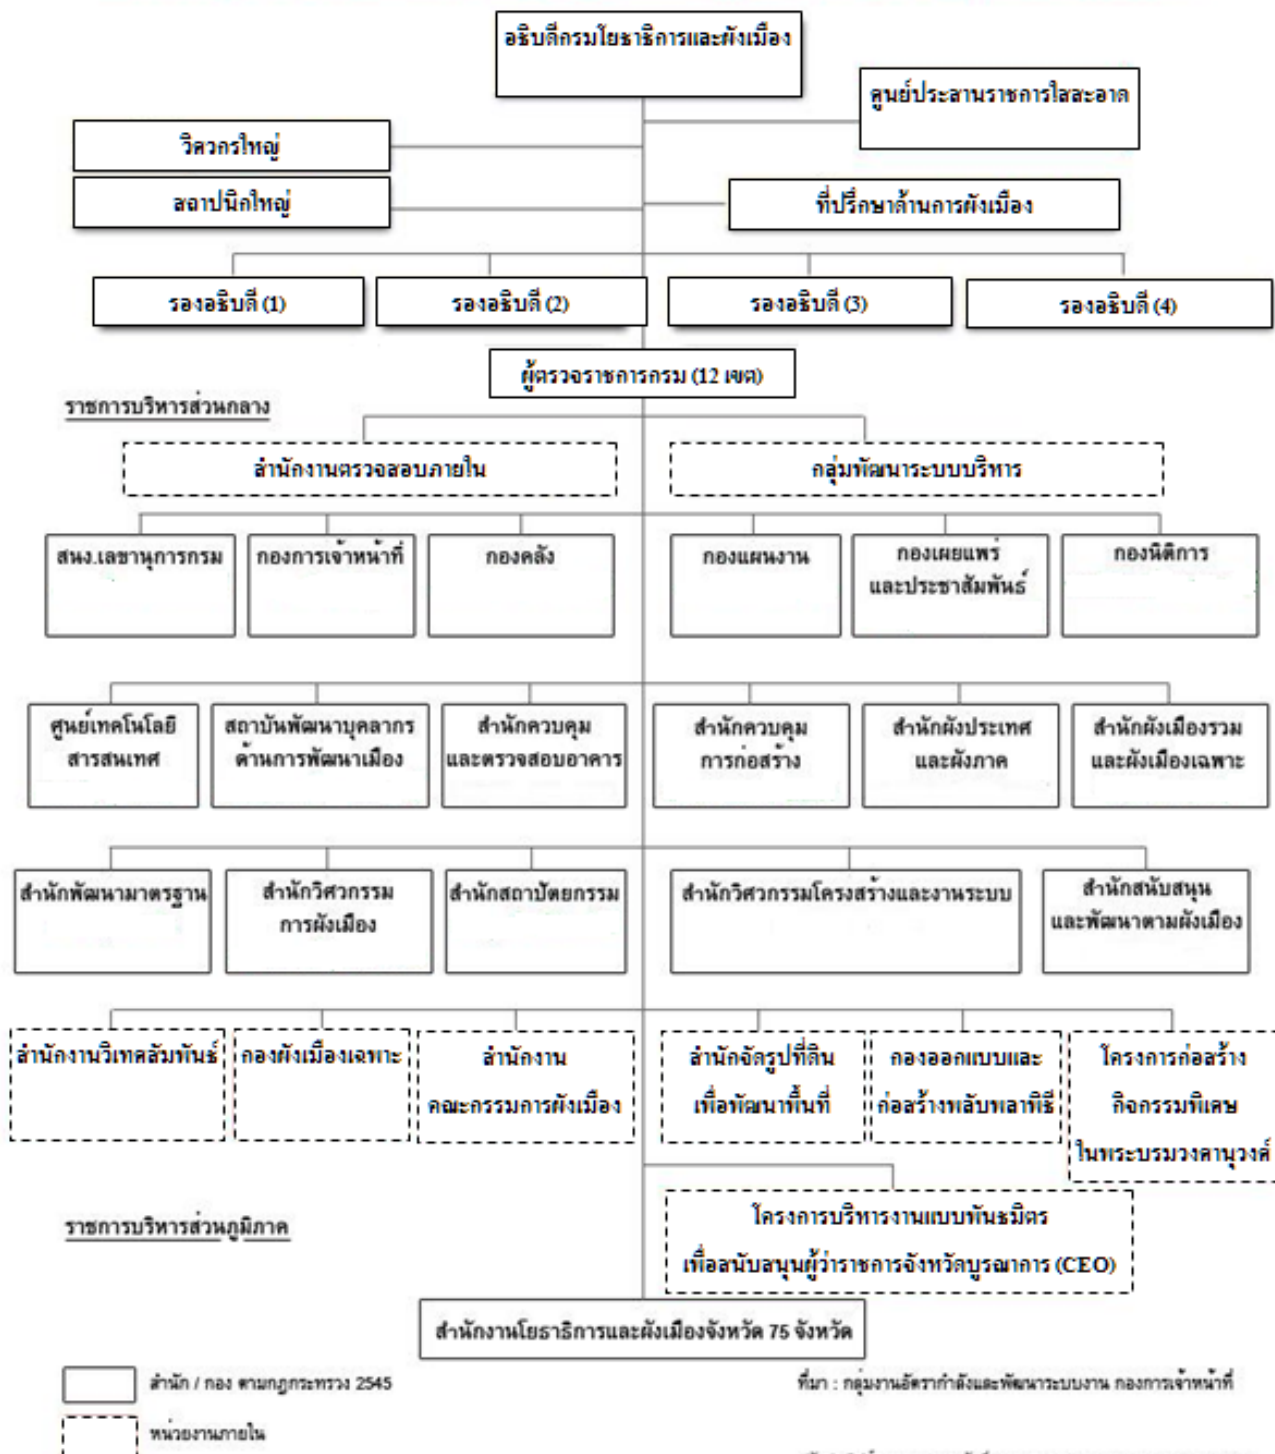 อธิบดีกรมโยธาธิการและผังเมือง
ศูนย์ประสานราชการใสสะอาด
วิศวกรใหญ่
สถาปนิกใหญ่
ที่ปรึกษาด้านการผังเมือง
รองอธิบดี (1)
รองอธิบดี (2)
รองอธิบดี (3)
รองอธิบดี (4)
ผู้ตรวจราชการกรม (12 เขต)
ราชการบริหารส่วนกลาง
สำนักงานตรวจสอบภายใน
กลุ่มพัฒนาระบบบริหาร
สนง.เลขานุการกรม
กองการเจ้าหน้าที่
กองคลัง
กองแผนงาน
กองเผยแพร่
และประชาสัมพันธ์
กองนิติการ
ศูนย์เทคโนโลยี
สารสนเทศ
สถาบันพัฒนาบุคลากร
ด้านการพัฒนาเมือง
สำนักควบคุม
และตรวจสอบอาคาร
สำนักควบคุม
การก่อสร้าง
สำนักผังประเทศ
และผังภาค
สำนักผังเมืองรวม
และผังเมืองเฉพาะ
สำนักพัฒนามาตรฐาน
สำนักวิศวกรรม
การผังเมือง
สำนักสถาปัตยกรรม
สำนักวิศวกรรมโครงสร้างและงานระบบ
สำนักสนับสนุน
และพัฒนาตามผังเมือง
สำนักงานวิเทศสัมพันธ์
กองผังเมืองเฉพาะ
สำนักงาน
คณะกรรมการผังเมือง
สำนักจัดรูปที่ดิน
เพื่อพัฒนาพื้นที่
กองออกแบบและ
ก่อสร้างพลับพลาพิธี
โครงการก่อสร้าง
กิจกรรมพิเศษ
ในพระบรมวงศานุวงศ์
โครงการบริหารงานแบบพันธมิตร
เพื่อสนับสนุนผู้ว่าราชการจังหวัดบูรณาการ (CEO)
ราชการบริหารส่วนภูมิภาค
สำนักงานโยธาธิการและผังเมืองจังหวัด 75 จังหวัด
สำนัก / กอง ตามกฎกระทรวง 2545
ที่มา : กลุ่มงานอัตรากำลังและพัฒนาระบบงาน กองการเจ้าหน้าที่
หน่วยงานภายใน